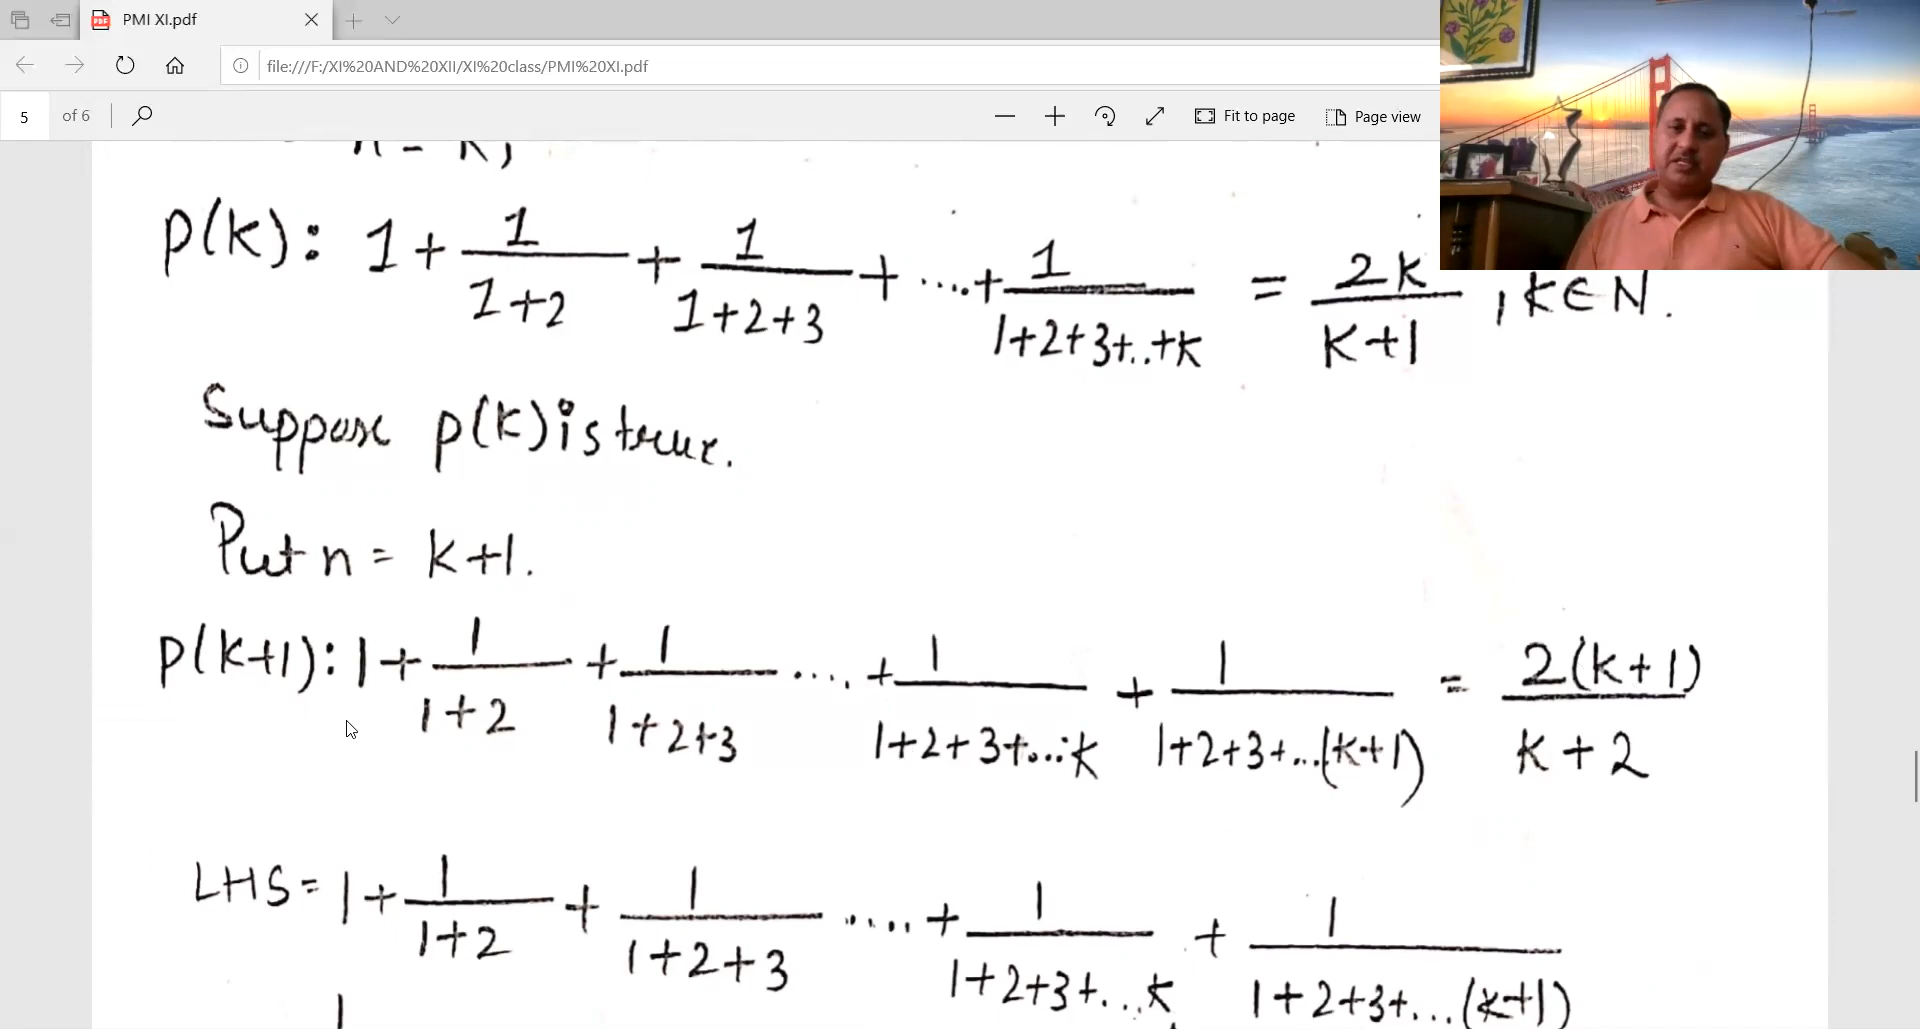 PMI XI.pdf
file:///F:/XI%20AND%20XII/XI%20class/PMI%20XI.pdf
5 of 6 Fit to page Page view
n = k,
p(k): 1 + 1/(1+2) + 1/(1+2+3) + ....+ 1/(1+2+3+..+k) = 2k/(k+1) , k∈N.
Suppose p(k) is true.
Put n = k+1.
p(k+1): 1 + 1/(1+2) + 1/(1+2+3) .... + 1/(1+2+3+...k) + 1/(1+2+3+...(k+1)) = 2(k+1)/(k+2)
LHS = 1 + 1/(1+2) + 1/(1+2+3) ..... + 1/(1+2+3+...k) + 1/(1+2+3+...(k+1))